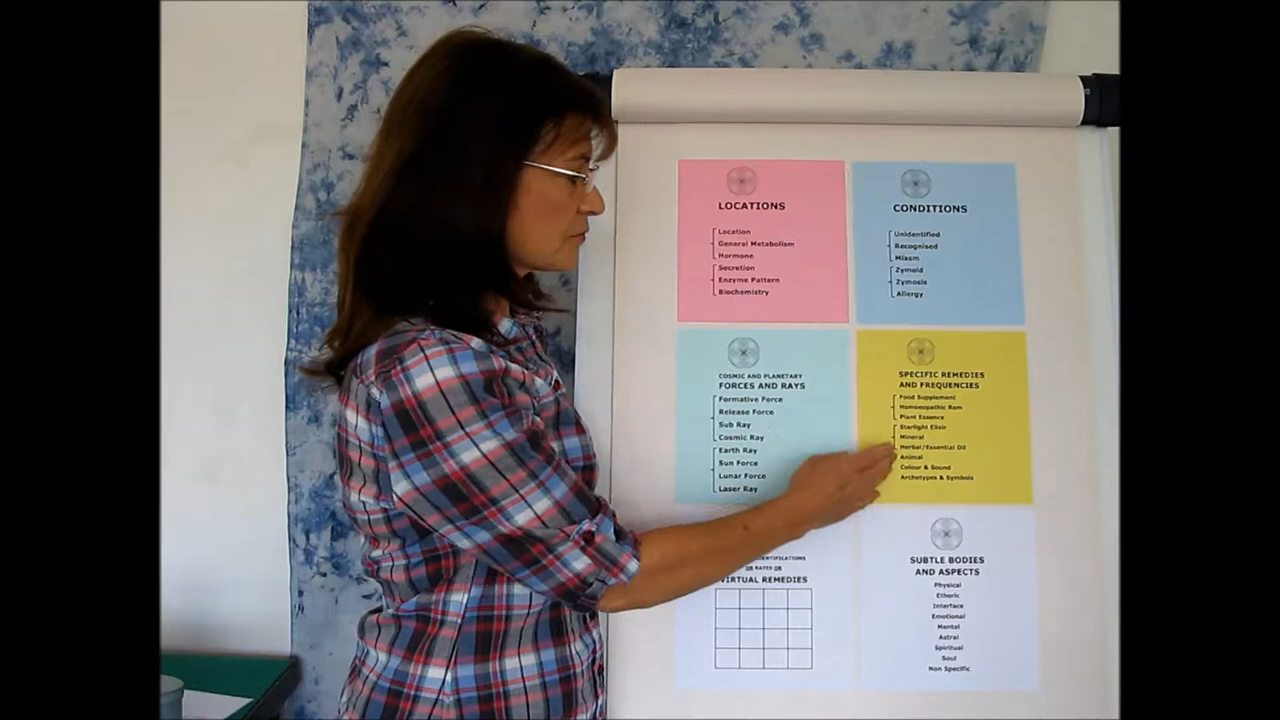 LOCATIONS
Location
General Metabolism
Hormone
Secretion
Enzyme Pattern
Biochemistry
CONDITIONS
Unidentified
Recognised
Miasm
Zymoid
Zymosis
Allergy
COSMIC AND PLANETARY
FORCES AND RAYS
Formative Force
Release Force
Sub Ray
Cosmic Ray
Earth Ray
Sun Force
Lunar Force
Laser Ray
SPECIFIC REMEDIES
AND FREQUENCIES
Food Supplement
Homoeopathic Rem
Plant Essence
Starlight Elixir
Mineral
Herbal/Essential Oil
Animal
Colour & Sound
Archetypes & Symbols
OR RATES OR
VIRTUAL REMEDIES
SUBTLE BODIES
AND ASPECTS
Physical
Etheric
Interface
Emotional
Mental
Astral
Spiritual
Soul
Non Specific